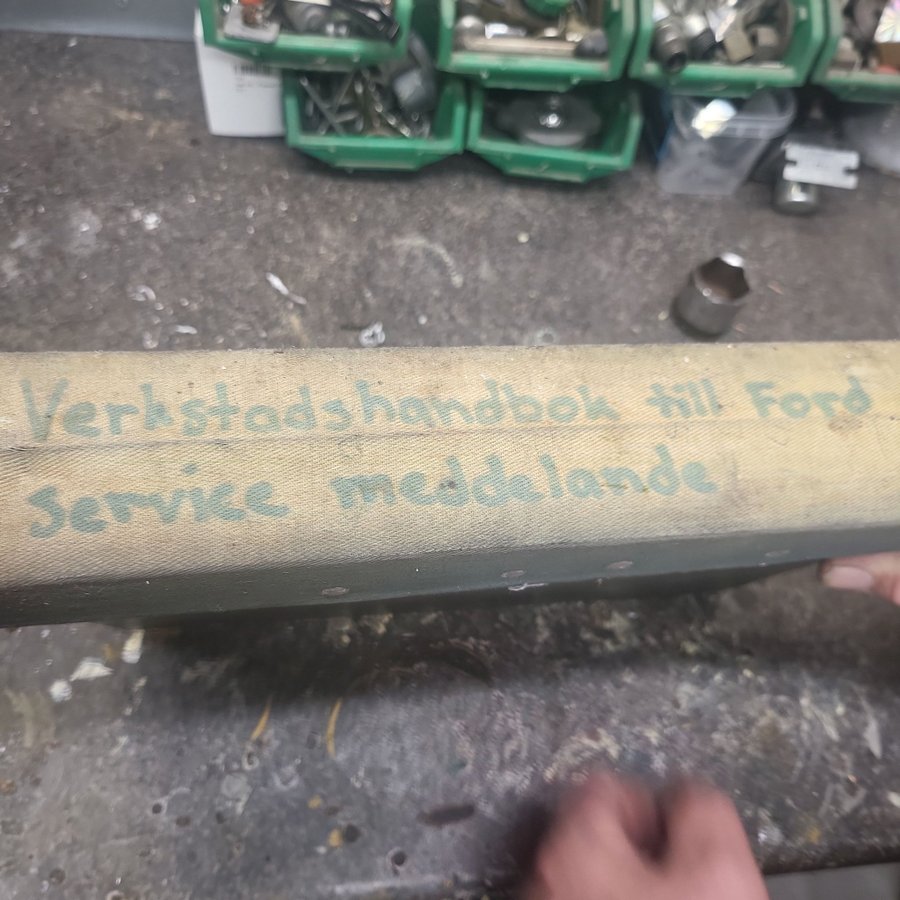 Verkstadshandbok till Ford
service meddelande